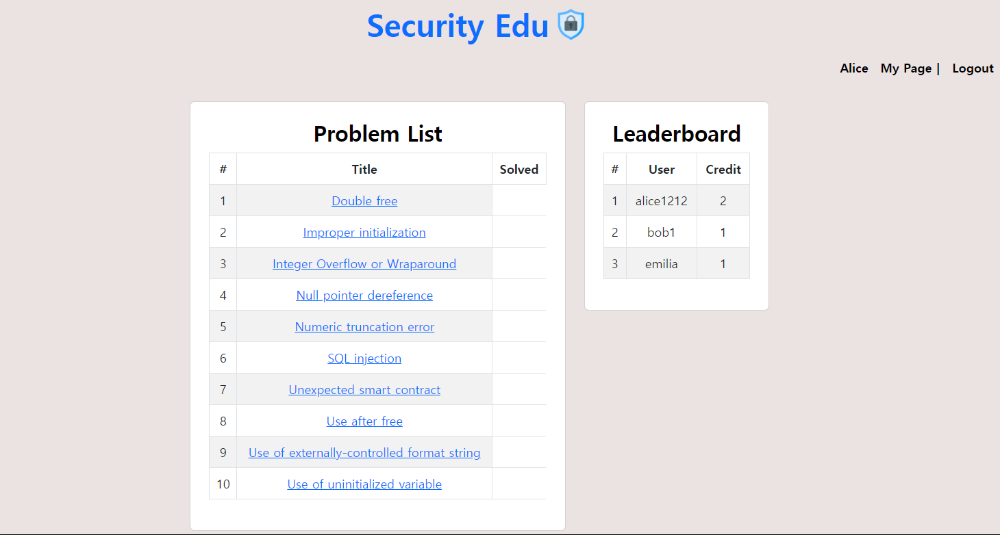 Security Edu
Alice My Page | Logout
Problem List
# Title Solved
1 Double free
2 Improper initialization
3 Integer Overflow or Wraparound
4 Null pointer dereference
5 Numeric truncation error
6 SQL injection
7 Unexpected smart contract
8 Use after free
9 Use of externally-controlled format string
10 Use of uninitialized variable
Leaderboard
# User Credit
1 alice1212 2
2 bob1 1
3 emilia 1